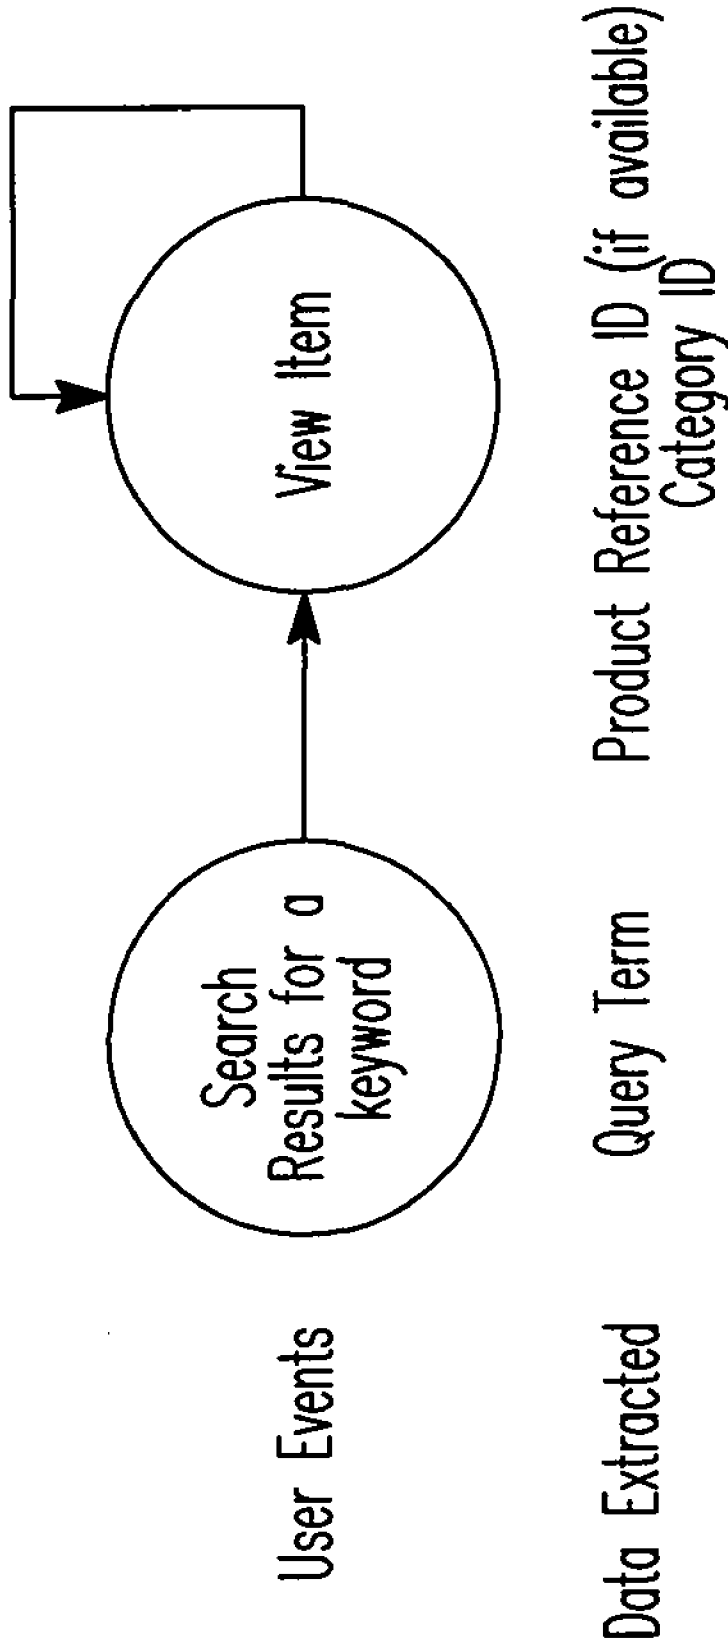 User Events
Search
Results for a
keyword
View Item
Data Extracted
Query Term
Product Reference ID (if available)
Category ID